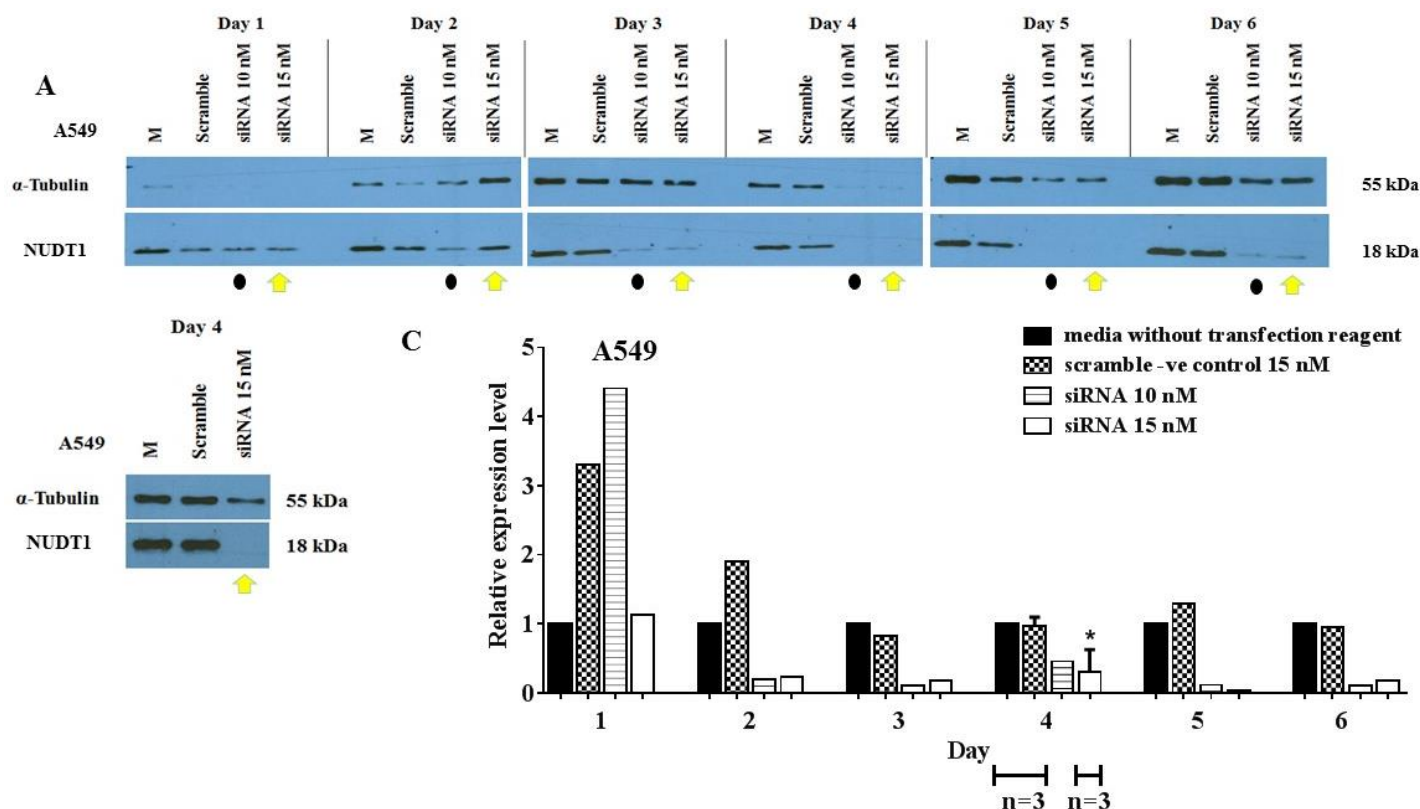 Day 1 Day 2 Day 3 Day 4 Day 5 Day 6
A
A549
M Scramble siRNA 10 nM siRNA 15 nM M Scramble siRNA 10 nM siRNA 15 nM M Scramble siRNA 10 nM siRNA 15 nM M Scramble siRNA 10 nM siRNA 15 nM M Scramble siRNA 10 nM siRNA 15 nM M Scramble siRNA 10 nM siRNA 15 nM
α-Tubulin 55 kDa
NUDT1 18 kDa
Day 4
A549
M Scramble siRNA 15 nM
α-Tubulin 55 kDa
NUDT1 18 kDa
C
A549
media without transfection reagent
scramble -ve control 15 nM
siRNA 10 nM
siRNA 15 nM
Relative expression level
5
4
3
2
1
0
*
1 2 3 4 5 6
Day
n=3 n=3